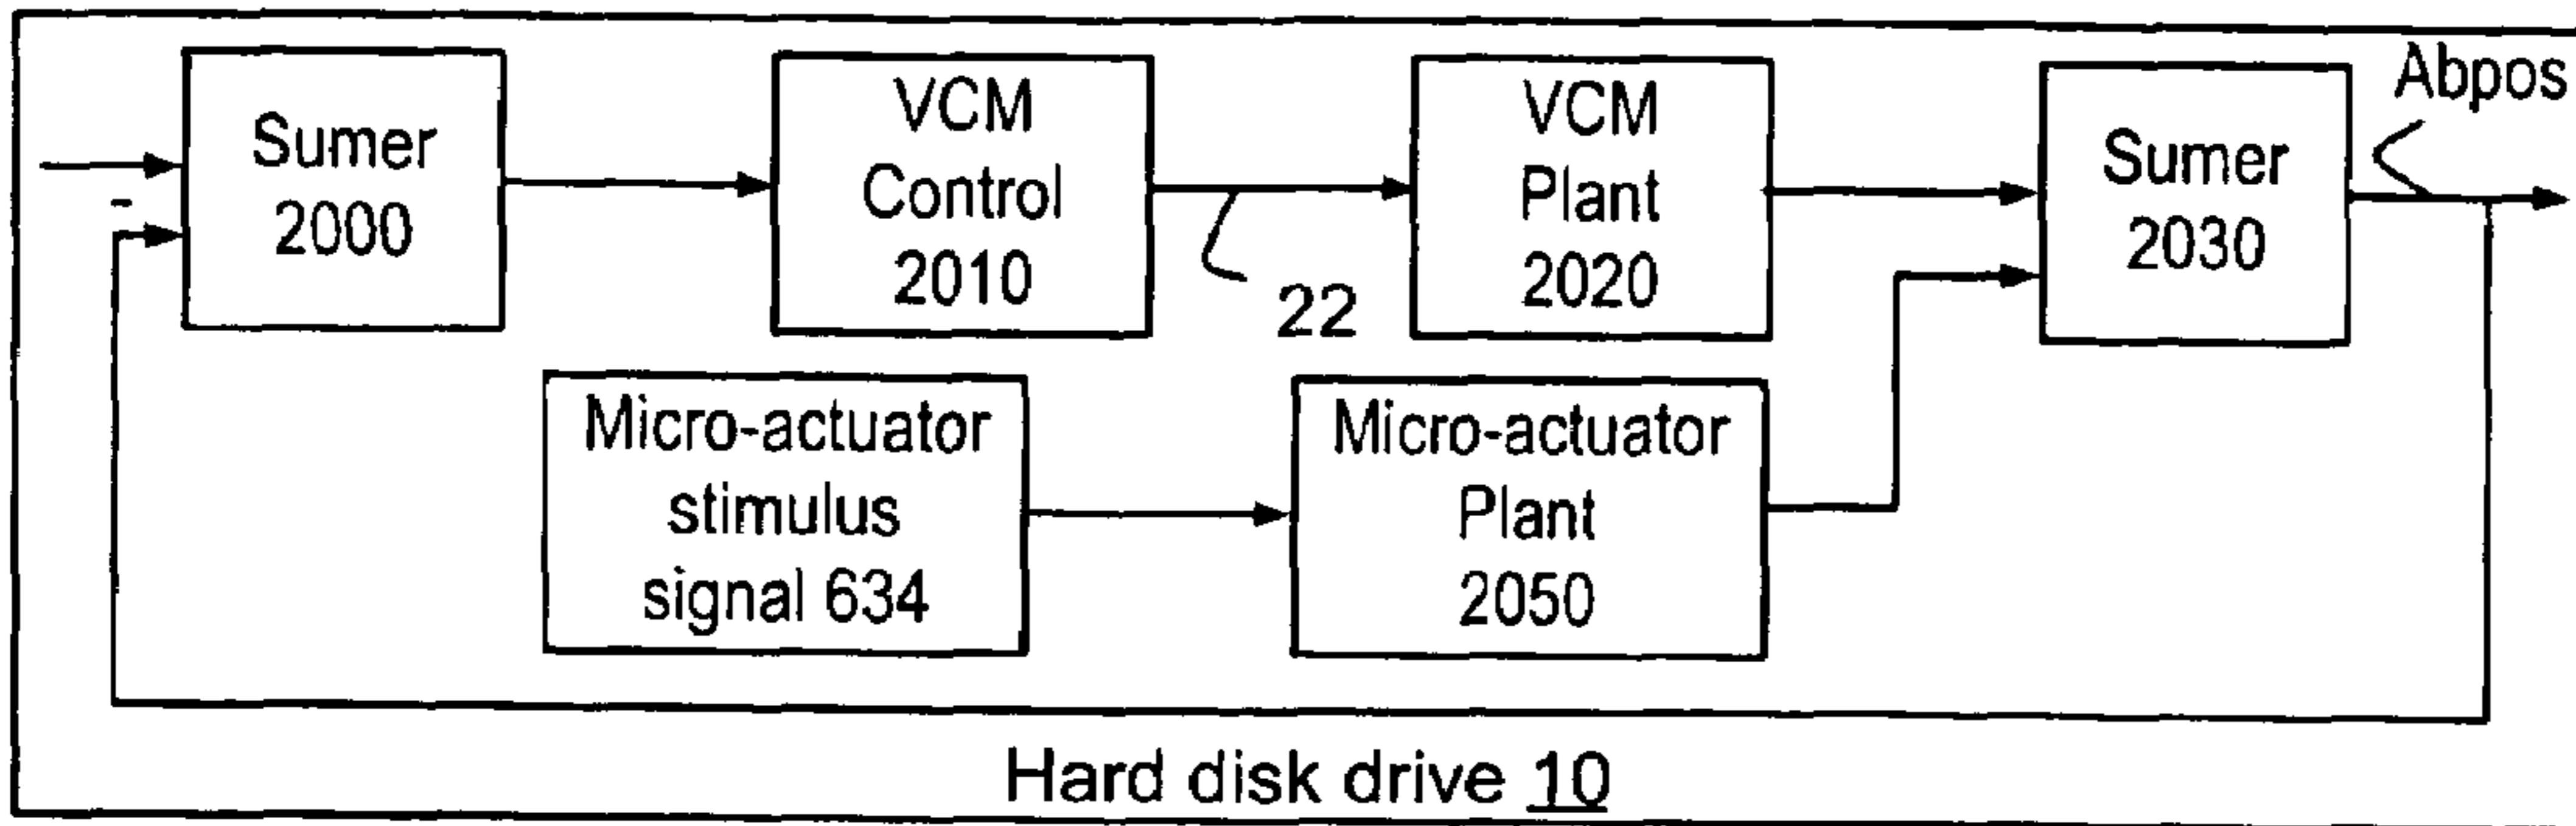 Sumer
2000
-
VCM
Control
2010
22
VCM
Plant
2020
Sumer
2030
Abpos
Micro-actuator
stimulus
signal 634
Micro-actuator
Plant
2050
Hard disk drive 10